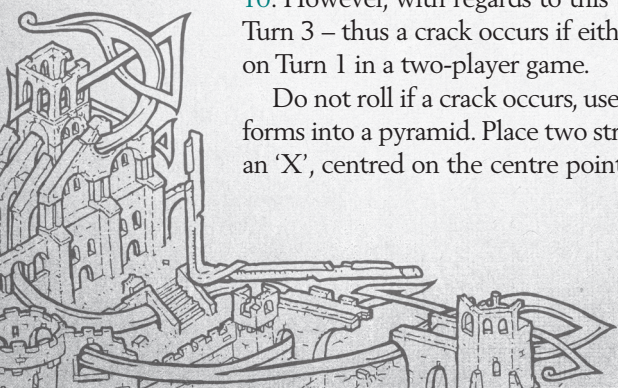 10. However, with regards to this
Turn 3 – thus a crack occurs if eith
on Turn 1 in a two-player game.
Do not roll if a crack occurs, use
forms into a pyramid. Place two str
an ‘X’, centred on the centre point